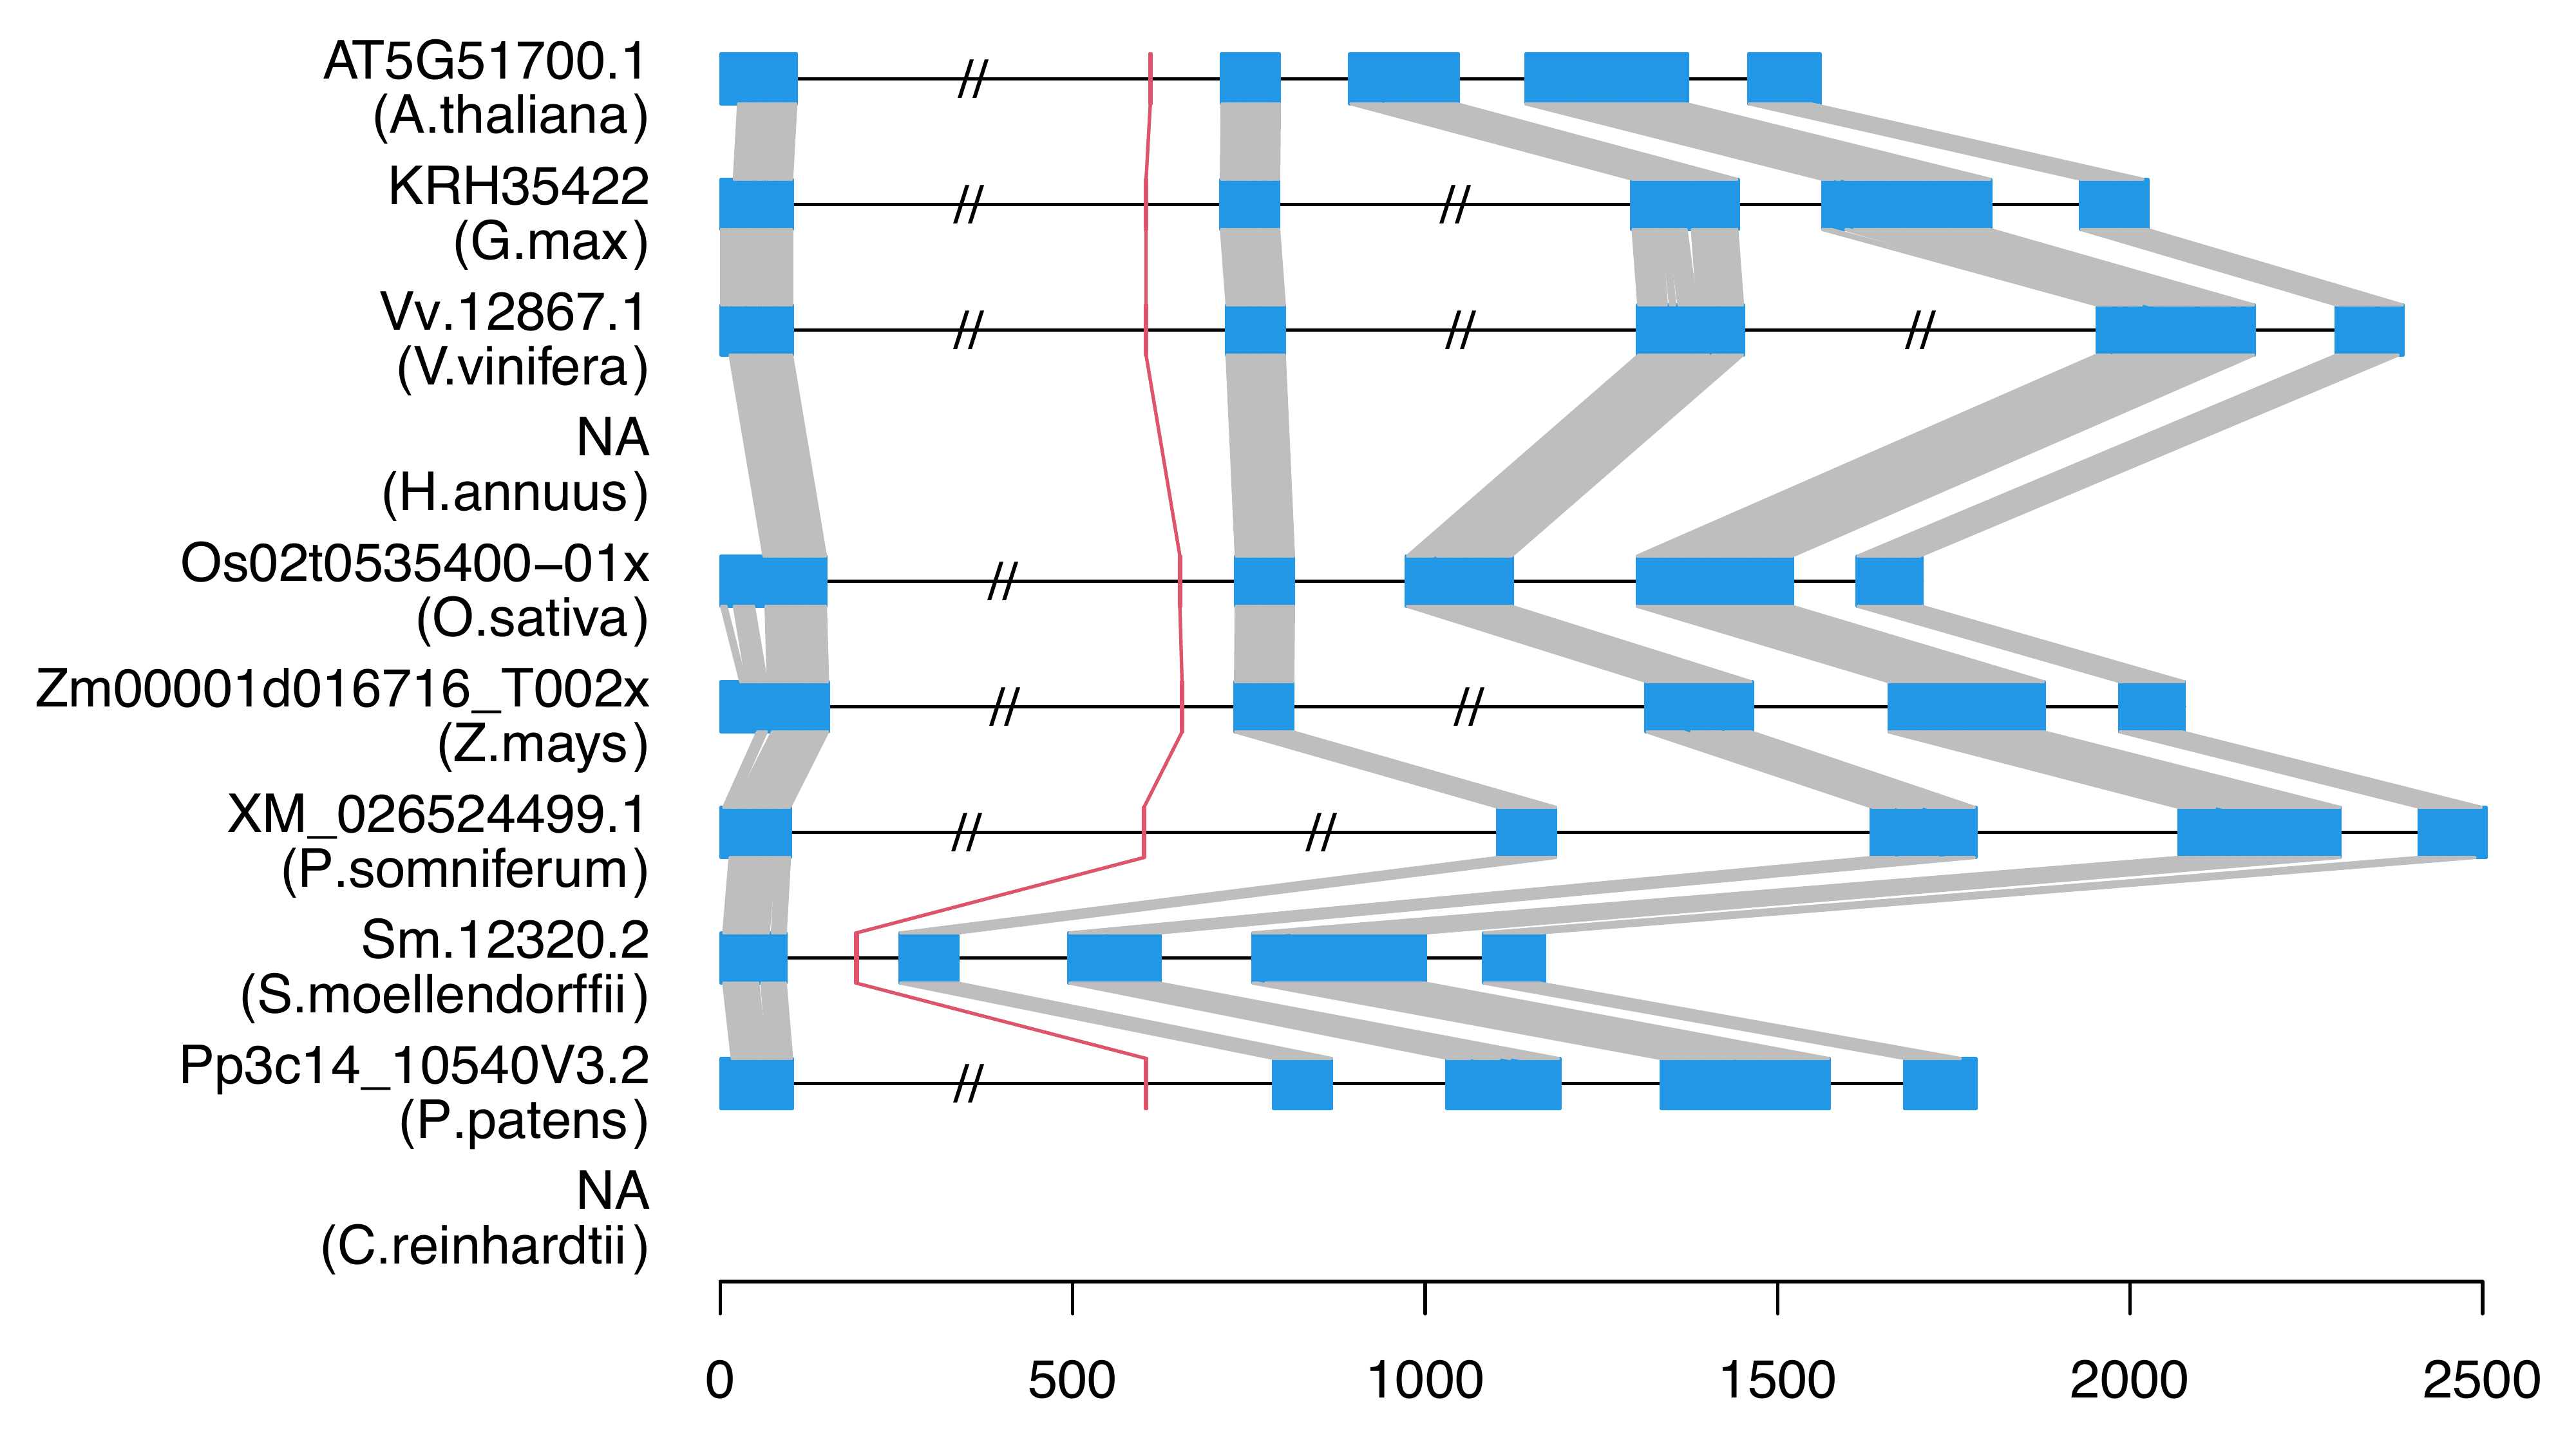 AT5G51700.1
(A.thaliana)
KRH35422
(G.max)
Vv.12867.1
(V.vinifera)
NA
(H.annuus)
Os02t0535400−01x
(O.sativa)
Zm00001d016716_T002x
(Z.mays)
XM_026524499.1
(P.somniferum)
Sm.12320.2
(S.moellendorffii)
Pp3c14_10540V3.2
(P.patens)
NA
(C.reinhardtii)
0 500 1000 1500 2000 2500